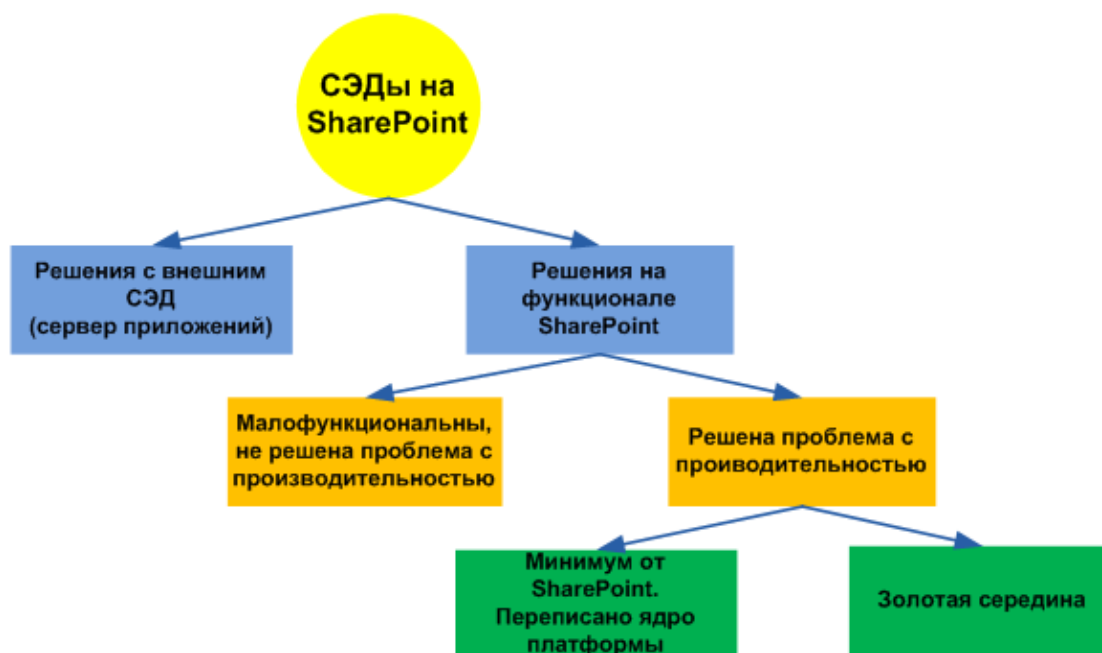 СЭДы на
SharePoint
Решения с внешним
СЭД
(сервер приложений)
Решения на
функционале
SharePoint
Малофункциональны,
не решена проблема с
производительностью
Решена проблема с
проиводительностью
Минимум от
SharePoint.
Переписано ядро
платформы
Золотая середина